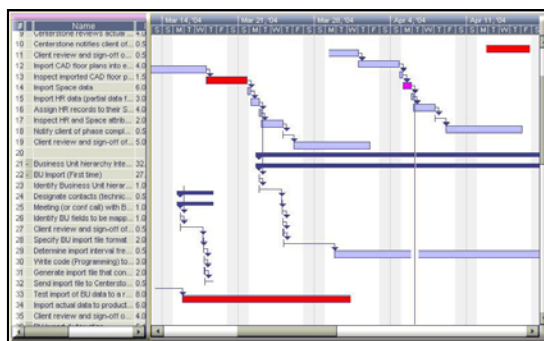 # Name
Mar 14, '04 Mar 21, '04 Mar 28, '04 Apr 4, '04 Apr 11, '04
S S M T W T F S S M T W T F S S M T W T F S S M T W T F S S M T W T F S
9 Centerstone reviews actual ... 4.0
10 Centerstone notifies client of... 0.5
11 Client review and sign-off o... 0.5
12 Import CAD floor plans into e... 4.0
13 Inspect imported CAD floor p... 1.5
14 Import Space data 6.0
15 Import HR data (partial data f... 3.0
16 Assign HR records to their S... 4.0
17 Inspect HR and Space attrib... 2.0
18 Notify client of phase compl... 0.5
19 Client review and sign-off of... 5.0
20
21 - Business Unit hierarchy inte... 32.
22 - BU Import (First time) 27.
23 Identify Business Unit hierar... 1.0
24 Designate contacts (technic... 0.5
25 Meeting (or conf call) with B... 1.0
26 Identify BU fields to be mapp... 1.0
27 Client review and sign-of o... 0.5
28 Specify BU import file format 2.0
29 Determine import interval fre... 0.5
30 Write code (Programming) to... 3.0
31 Generate import file that con... 2.0
32 Send import file to Centersto... 0.5
33 Test import of BU data to a r... 8.0
34 Import actual data to product... 4.0
35 Client review and sign-off o... 4.0